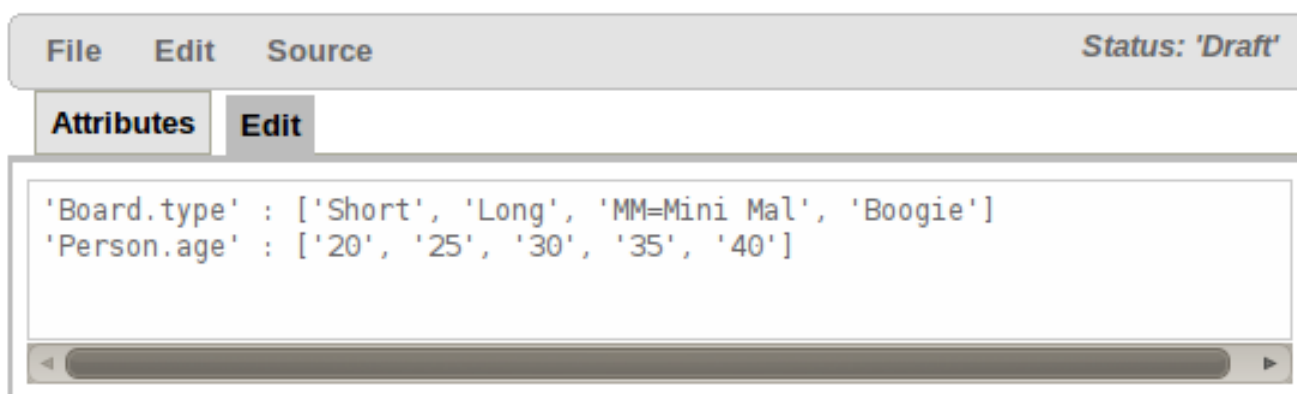 File Edit Source Status: 'Draft'
Attributes Edit
'Board.type' : ['Short', 'Long', 'MM=Mini Mal', 'Boogie']
'Person.age' : ['20', '25', '30', '35', '40']